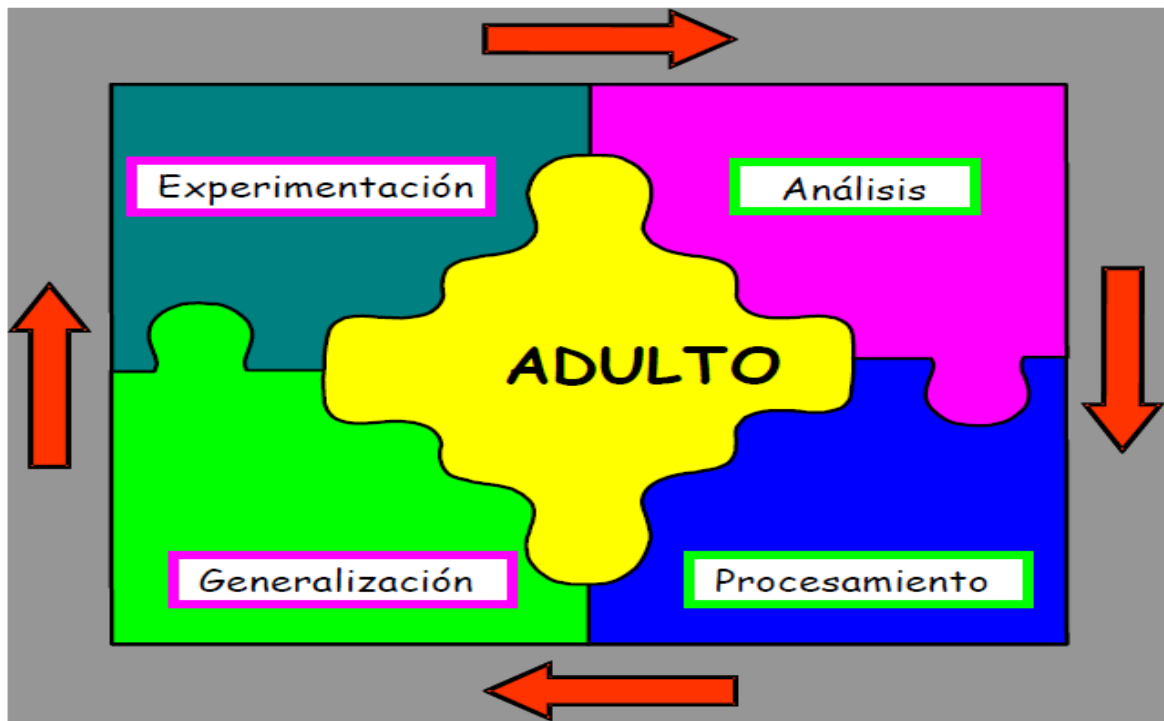 Experimentación
Análisis
ADULTO
Generalización
Procesamiento